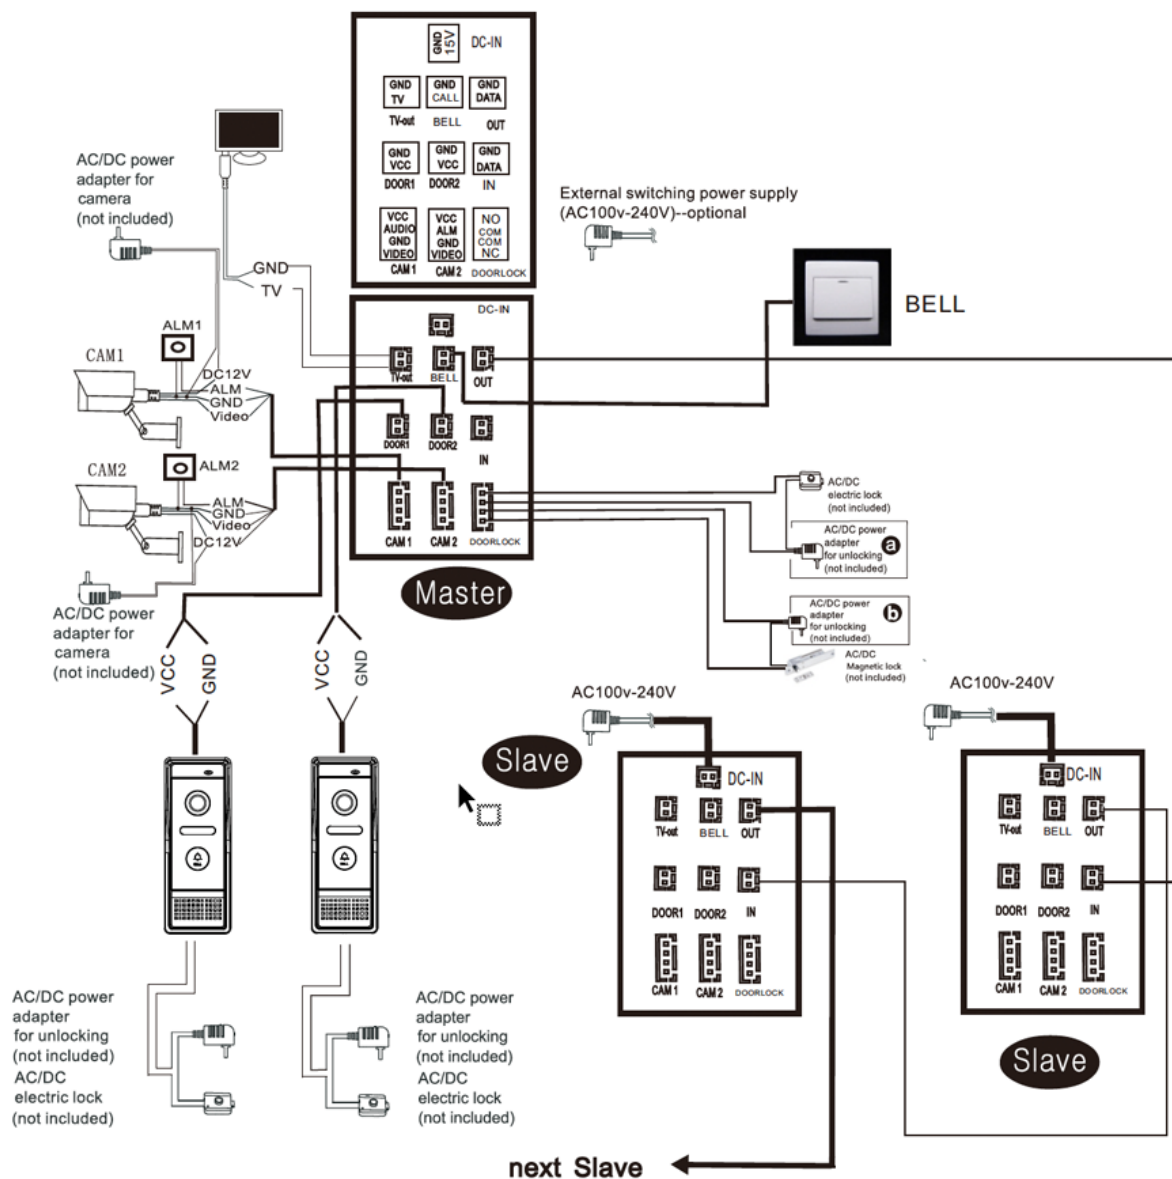 GND
15V
DC-IN
GND
TV
GND
CALL
GND
DATA
TV-out
BELL
OUT
GND
VCC
GND
VCC
GND
DATA
DOOR1
DOOR2
IN
VCC
AUDIO
GND
VIDEO
VCC
ALM
GND
VIDEO
NO
COM
COM
NC
CAM 1
CAM 2
DOORLOCK
AC/DC power
adapter for
camera
(not included)
External switching power supply
(AC100v-240V)--optional
GND
TV
BELL
DC-IN
TV-out
BELL
OUT
DOOR1
DOOR2
IN
CAM 1
CAM 2
DOORLOCK
Master
ALM1
CAM1
DC12V
ALM
GND
Video
CAM2
ALM2
ALM
GND
Video
DC12V
AC/DC power
adapter for
camera
(not included)
AC/DC
electric lock
(not included)
AC/DC power
adapter
for unlocking
(not included)
a
AC/DC power
adapter
for unlocking
(not included)
b
AC/DC
Magnetic lock
(not included)
VCC
GND
VCC
GND
AC100v-240V
AC100v-240V
Slave
DC-IN
TV-out
BELL
OUT
DOOR1
DOOR2
IN
CAM 1
CAM 2
DOORLOCK
DC-IN
TV-out
BELL
OUT
DOOR1
DOOR2
IN
CAM 1
CAM 2
DOORLOCK
Slave
AC/DC power
adapter
for unlocking
(not included)
AC/DC
electric lock
(not included)
AC/DC power
adapter
for unlocking
(not included)
AC/DC
electric lock
(not included)
next Slave